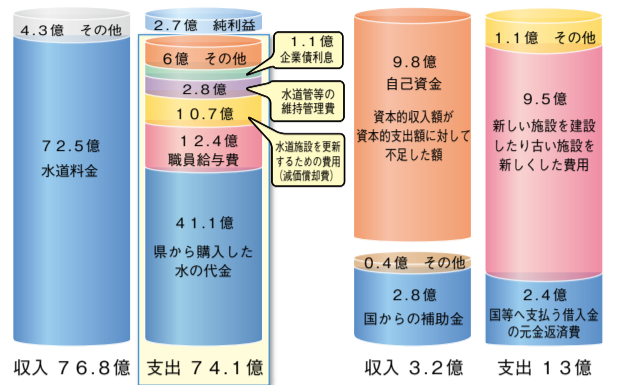 4.3億 その他
72.5億
水道料金
収入 76.8億
2.7億 純利益
6億 その他
1.1億
企業債利息
2.8億
水道管等の
維持管理費
10.7億
水道施設を更新
するための費用
(減価償却費)
12.4億
職員給与費
41.1億
県から購入した
水の代金
支出 74.1億
9.8億
自己資金
資本的収入額が
資本的支出額に対して
不足した額
0.4億 その他
2.8億
国からの補助金
収入 3.2億
1.1億 その他
9.5億
新しい施設を建設
したり古い施設を
新しくした費用
2.4億
国等へ支払う借入金
の元金返済費
支出 13億